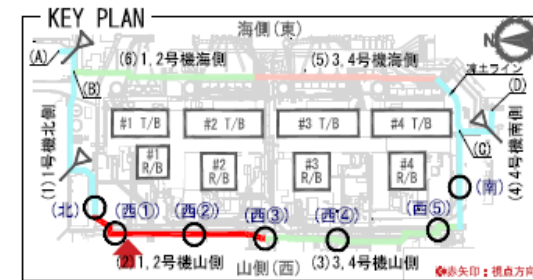 KEY PLAN
海側(東)
N
(A)
(6)1,2号機海側
(5)3,4号機海側
凍土ライン
(B)
(D)
#1 T/B
#2 T/B
#3 T/B
#4 T/B
(1)1号機北側
(C)
(4)4号機南側
#1
R/B
#2
R/B
#3
R/B
#4
R/B
(北)
(西①)
(西②)
(西③)
(西④)
(西⑤)
(南)
(2)1,2号機山側
山側(西)
(3)3,4号機山側
赤矢印:視点方向